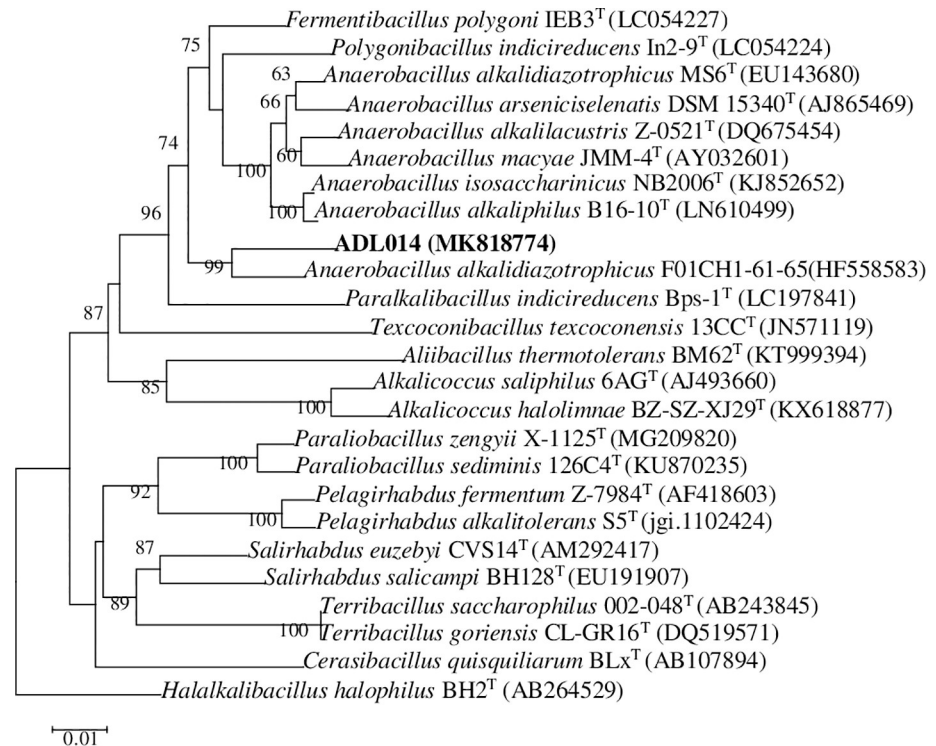 Fermentibacillus polygoni IEB3ᵀ (LC054227)
75
Polygonibacillus indicireducens In2-9ᵀ (LC054224)
63
Anaerobacillus alkalidiazotrophicus MS6ᵀ (EU143680)
66
Anaerobacillus arseniciselenatis DSM 15340ᵀ (AJ865469)
74
Anaerobacillus alkalilacustris Z-0521ᵀ (DQ675454)
60
Anaerobacillus macyae JMM-4ᵀ (AY032601)
100
Anaerobacillus isosaccharinicus NB2006ᵀ (KJ852652)
96
100
Anaerobacillus alkaliphilus B16-10ᵀ (LN610499)
ADL014 (MK818774)
99
Anaerobacillus alkalidiazotrophicus F01CH1-61-65(HF558583)
Paralkalibacillus indicireducens Bps-1ᵀ (LC197841)
87
Texcoconibacillus texcoconensis 13CCᵀ (JN571119)
Aliibacillus thermotolerans BM62ᵀ (KT999394)
85
Alkalicoccus saliphilus 6AGᵀ (AJ493660)
100
Alkalicoccus halolimnae BZ-SZ-XJ29ᵀ (KX618877)
Paraliobacillus zengyii X-1125ᵀ (MG209820)
100
Paraliobacillus sediminis 126C4ᵀ (KU870235)
92
Pelagirhabdus fermentum Z-7984ᵀ (AF418603)
100
Pelagirhabdus alkalitolerans S5ᵀ (jgi.1102424)
87
Salirhabdus euzebyi CVS14ᵀ (AM292417)
Salirhabdus salicampi BH128ᵀ (EU191907)
89
Terribacillus saccharophilus 002-048ᵀ (AB243845)
100
Terribacillus goriensis CL-GR16ᵀ (DQ519571)
Cerasibacillus quisquiliarum BLxᵀ (AB107894)
Halalkalibacillus halophilus BH2ᵀ (AB264529)
0.01